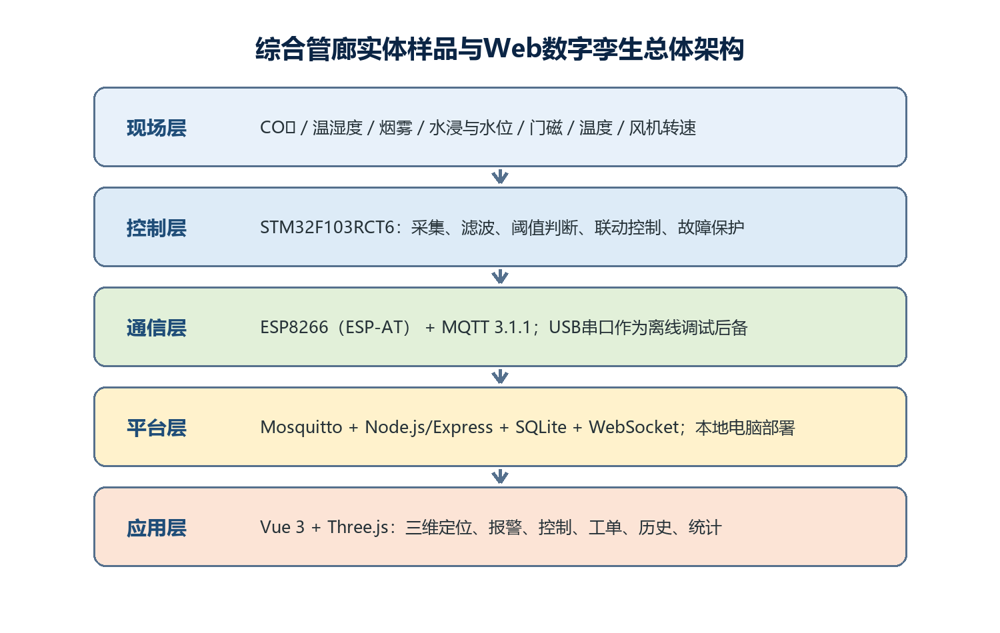 综合管廊实体样品与Web数字孪生总体架构
现场层
CO□ / 温湿度 / 烟雾 / 水浸与水位 / 门磁 / 温度 / 风机转速
控制层
STM32F103RCT6：采集、滤波、阈值判断、联动控制、故障保护
通信层
ESP8266（ESP-AT） + MQTT 3.1.1；USB串口作为离线调试后备
平台层
Mosquitto + Node.js/Express + SQLite + WebSocket；本地电脑部署
应用层
Vue 3 + Three.js：三维定位、报警、控制、工单、历史、统计